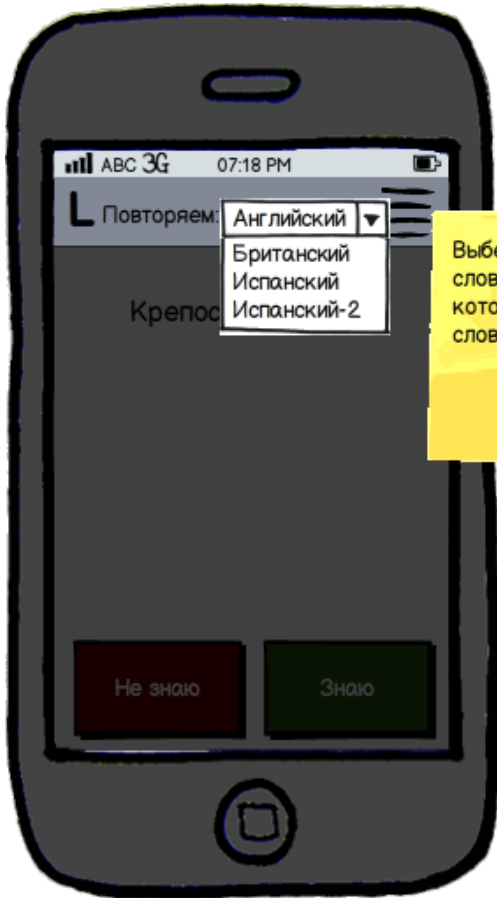 ABC 3G 07:18 PM
L Повторяем: Английский
Британский
Испанский
Испанский-2
Не знаю
Знаю